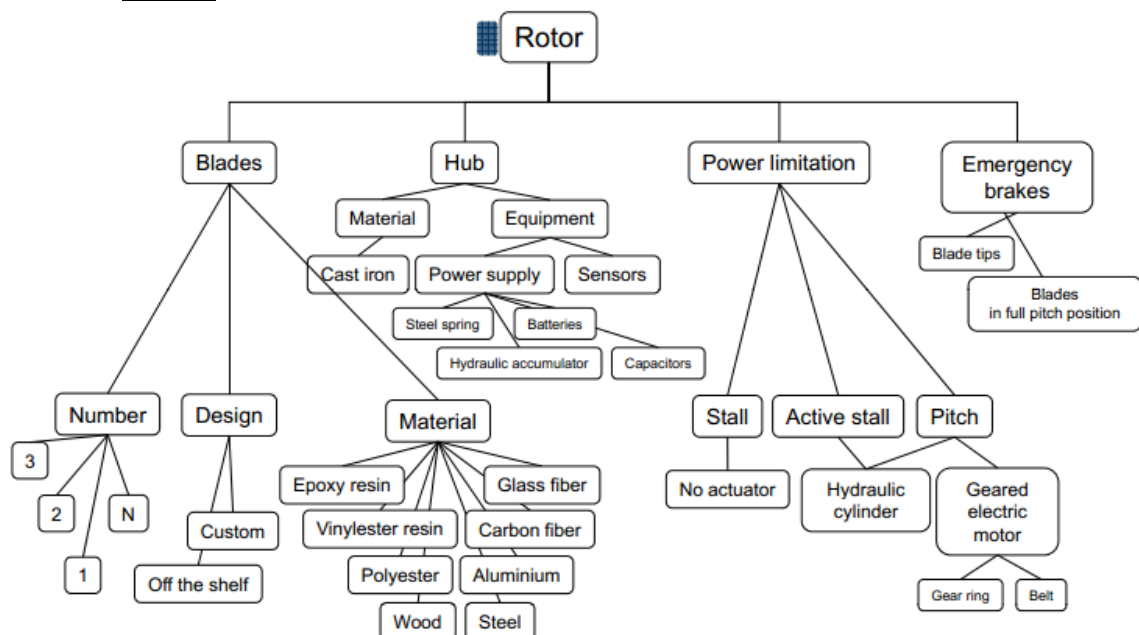 Rotor
Blades
Hub
Power limitation
Emergency
brakes
Material
Equipment
Blade tips
Cast iron
Power supply
Sensors
Blades
in full pitch position
Steel spring
Batteries
Hydraulic accumulator
Capacitors
Number
Design
Material
Stall
Active stall
Pitch
3
Epoxy resin
Glass fiber
No actuator
Hydraulic
cylinder
Geared
electric
motor
2
N
Custom
Vinylester resin
Carbon fiber
1
Off the shelf
Polyester
Aluminium
Gear ring
Belt
Wood
Steel